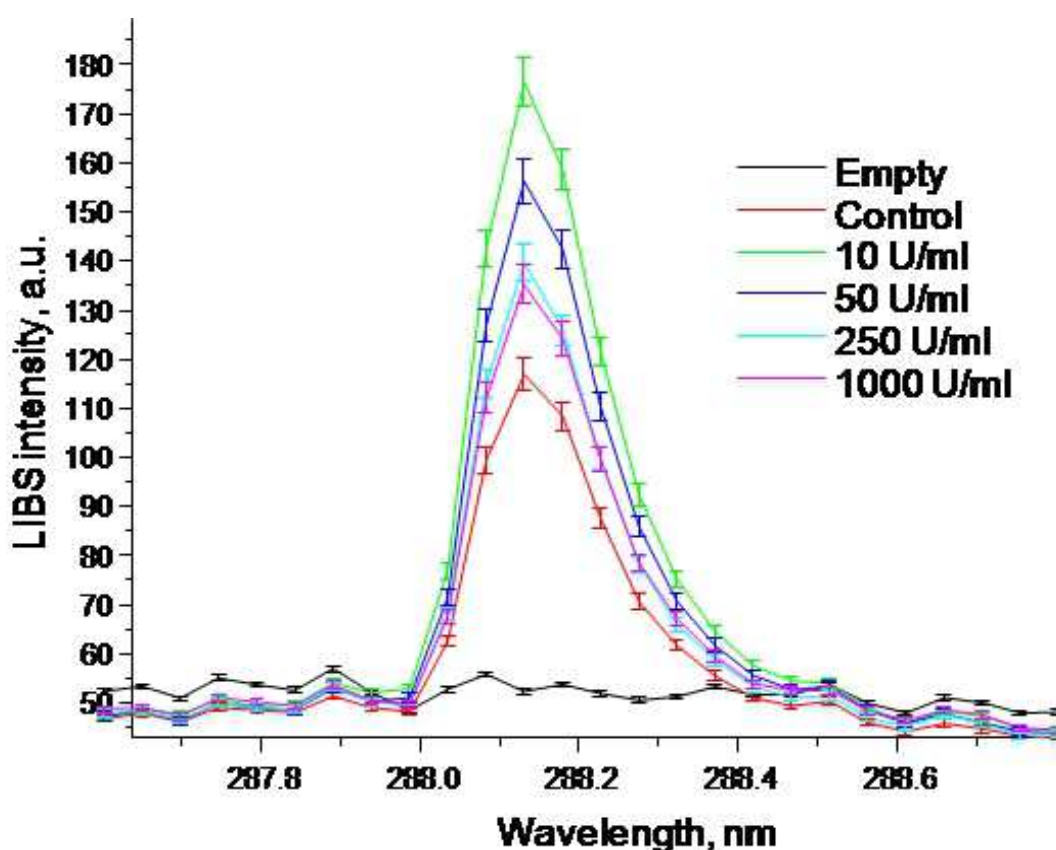 180
170
160
150
140
130
120
110
100
90
80
70
60
50
LIBS intensity, a.u.
Empty
Control
10 U/ml
50 U/ml
250 U/ml
1000 U/ml
287.8
288.0
288.2
288.4
288.6
Wavelength, nm